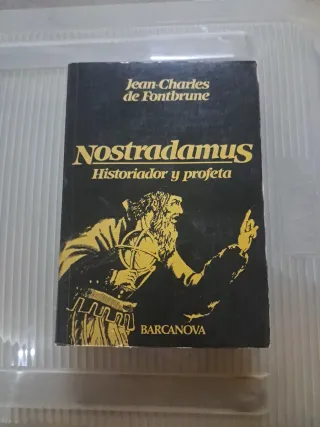 Jean-Charles
de Fontbrune
Nostradamus
Historiador y profeta
BARCANOVA